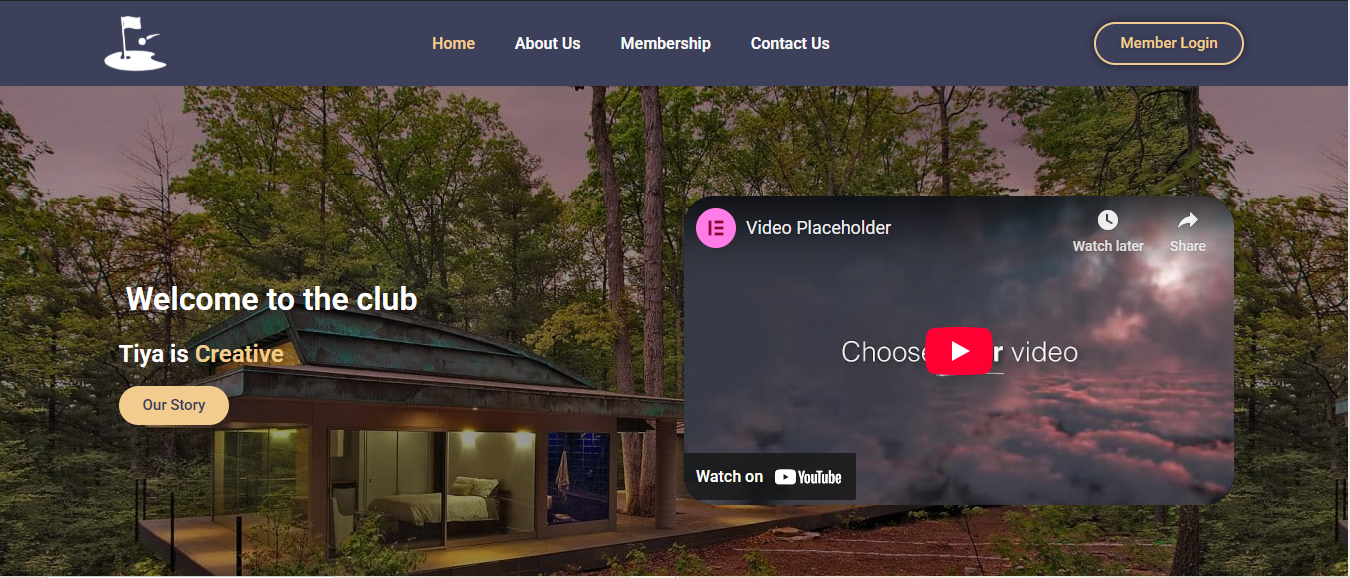 Home About Us Membership Contact Us Member Login
Video Placeholder
Watch later Share
Welcome to the club
Choose video
Tiya is Creative
Our Story
Watch on YouTube